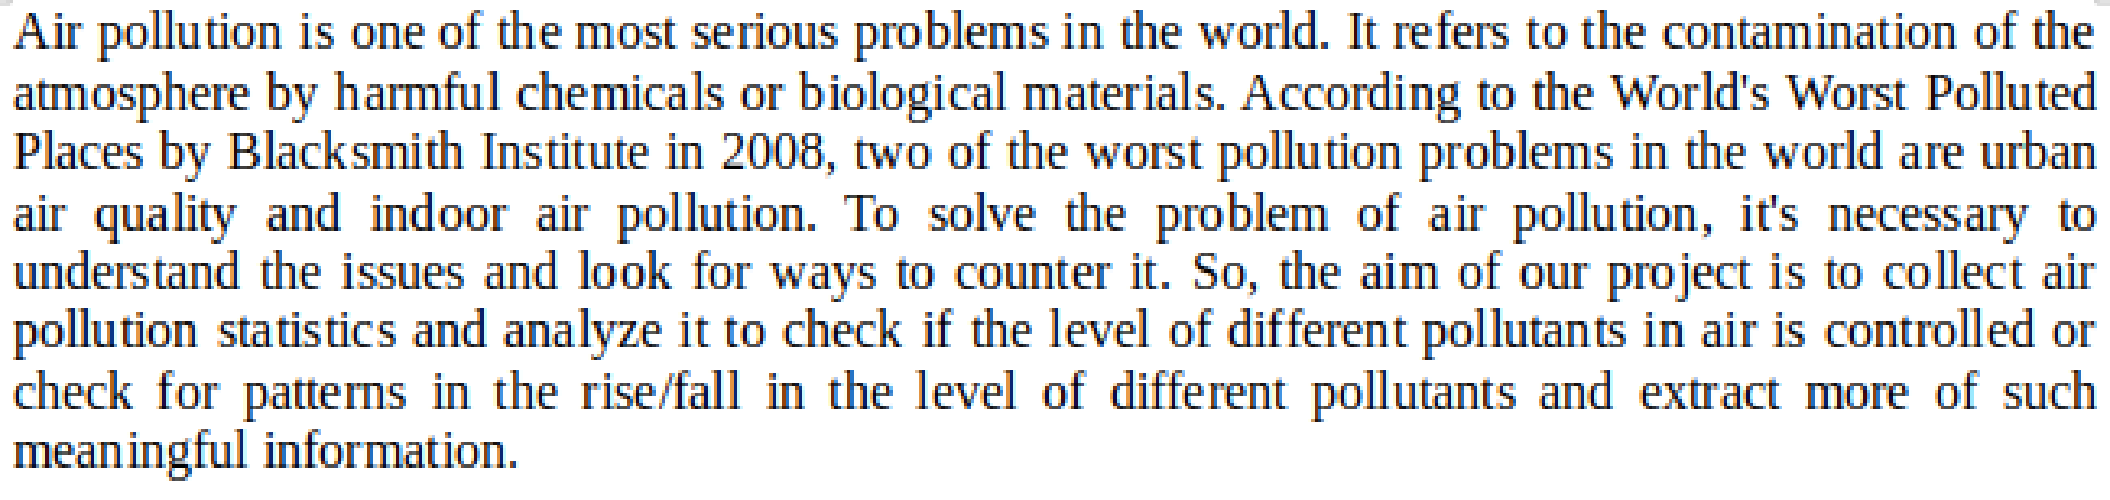 Air pollution is one of the most serious problems in the world. It refers to the contamination of the
atmosphere by harmful chemicals or biological materials. According to the World's Worst Polluted
Places by Blacksmith Institute in 2008, two of the worst pollution problems in the world are urban
air quality and indoor air pollution. To solve the problem of air pollution, it's necessary to
understand the issues and look for ways to counter it. So, the aim of our project is to collect air
pollution statistics and analyze it to check if the level of different pollutants in air is controlled or
check for patterns in the rise/fall in the level of different pollutants and extract more of such
meaningful information.